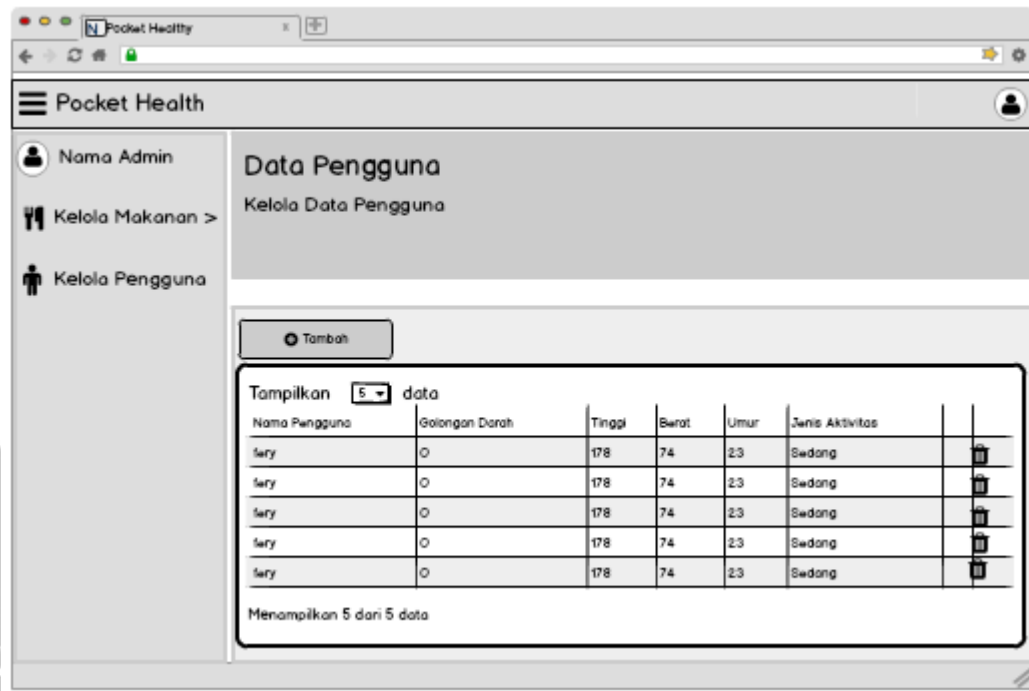 Pocket Healthy
Pocket Health
Nama Admin
Kelola Makanan >
Kelola Pengguna
Data Pengguna
Kelola Data Pengguna
Tambah
Tampilkan 5 data
Nama Pengguna Golongan Darah Tinggi Berat Umur Jenis Aktivitas
fery O 178 74 23 Sedang
fery O 178 74 23 Sedang
fery O 178 74 23 Sedang
fery O 178 74 23 Sedang
fery O 178 74 23 Sedang
Menampilkan 5 dari 5 data